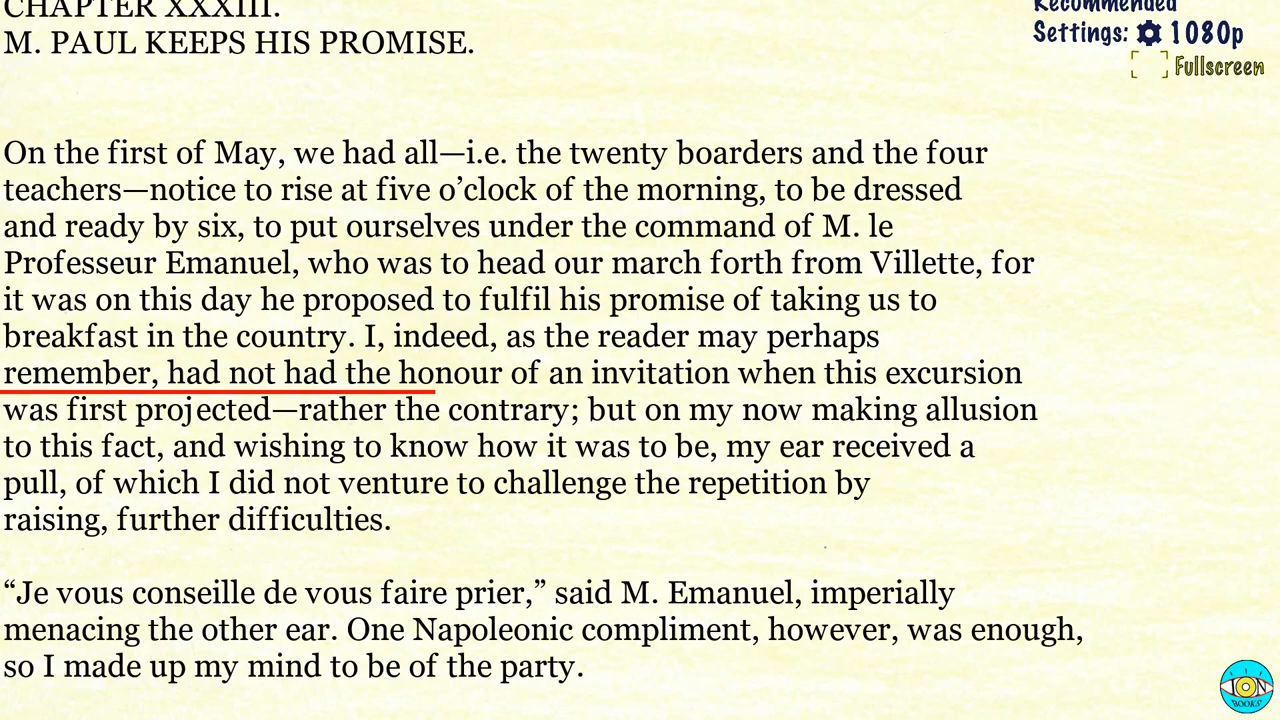 CHAPTER XXXIII.
M. PAUL KEEPS HIS PROMISE.
Recommended
Settings: 1080p
Fullscreen
On the first of May, we had all—i.e. the twenty boarders and the four
teachers—notice to rise at five o’clock of the morning, to be dressed
and ready by six, to put ourselves under the command of M. le
Professeur Emanuel, who was to head our march forth from Villette, for
it was on this day he proposed to fulfil his promise of taking us to
breakfast in the country. I, indeed, as the reader may perhaps
remember, had not had the honour of an invitation when this excursion
was first projected—rather the contrary; but on my now making allusion
to this fact, and wishing to know how it was to be, my ear received a
pull, of which I did not venture to challenge the repetition by
raising, further difficulties.
“Je vous conseille de vous faire prier,” said M. Emanuel, imperially
menacing the other ear. One Napoleonic compliment, however, was enough,
so I made up my mind to be of the party.
ION
BOOKS